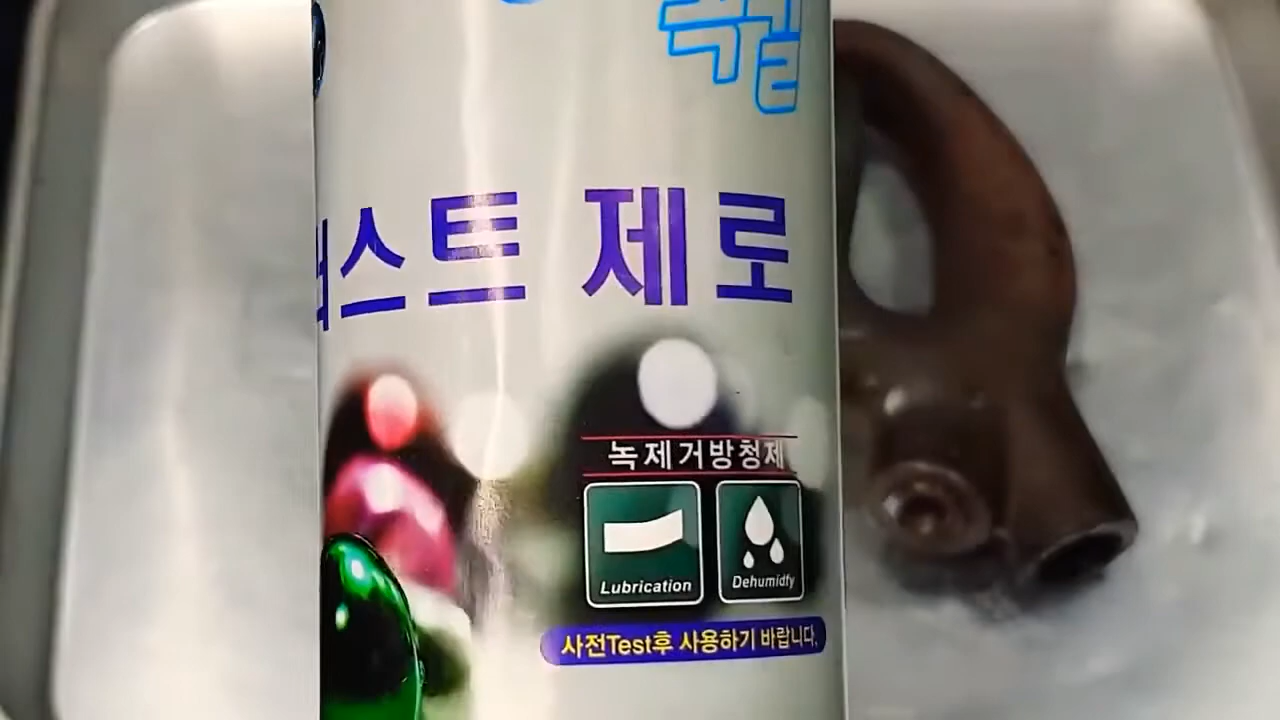 스트 제로
녹제거방청제
Lubrication
Dehumidfy
사전Test후 사용하기 바랍니다.